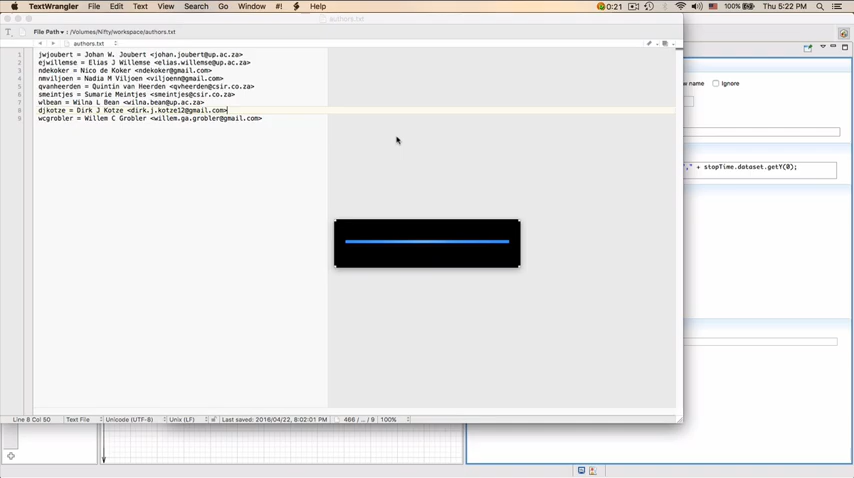 TextWrangler File Edit Text View Search Go Window #! Help 0:21 100% Thu 5:22 PM
authors.txt
File Path ▾ : /Volumes/Nifty/workspace/authors.txt
authors.txt
1 jwjoubert = Johan W. Joubert <johan.joubert@up.ac.za>
2 ejwillemse = Elias J Willemse <elias.willemse@up.ac.za>
3 ndekoker = Nico de Koker <ndekoker@gmail.com>
4 nmviljoen = Nadia M Viljoen <viljoenn@gmail.com>
5 qvanheerden = Quintin van Heerden <qvheerden@csir.co.za>
6 smeintjes = Sumarie Meintjes <smeintjes@csir.co.za>
7 wlbean = Wilna L Bean <wilna.bean@up.ac.za>
8 djkotze = Dirk J Kotze <dirk.j.kotze12@gmail.com>
9 wcgrobler = Willem C Grobler <willem.ga.grobler@gmail.com>
w name Ignore
"," + stopTime.dataset.getY(0);
Line 8 Col 50 Text File Unicode (UTF-8) Unix (LF) Last saved: 2016/04/22, 8:02:01 PM 466 / … / 9 100%